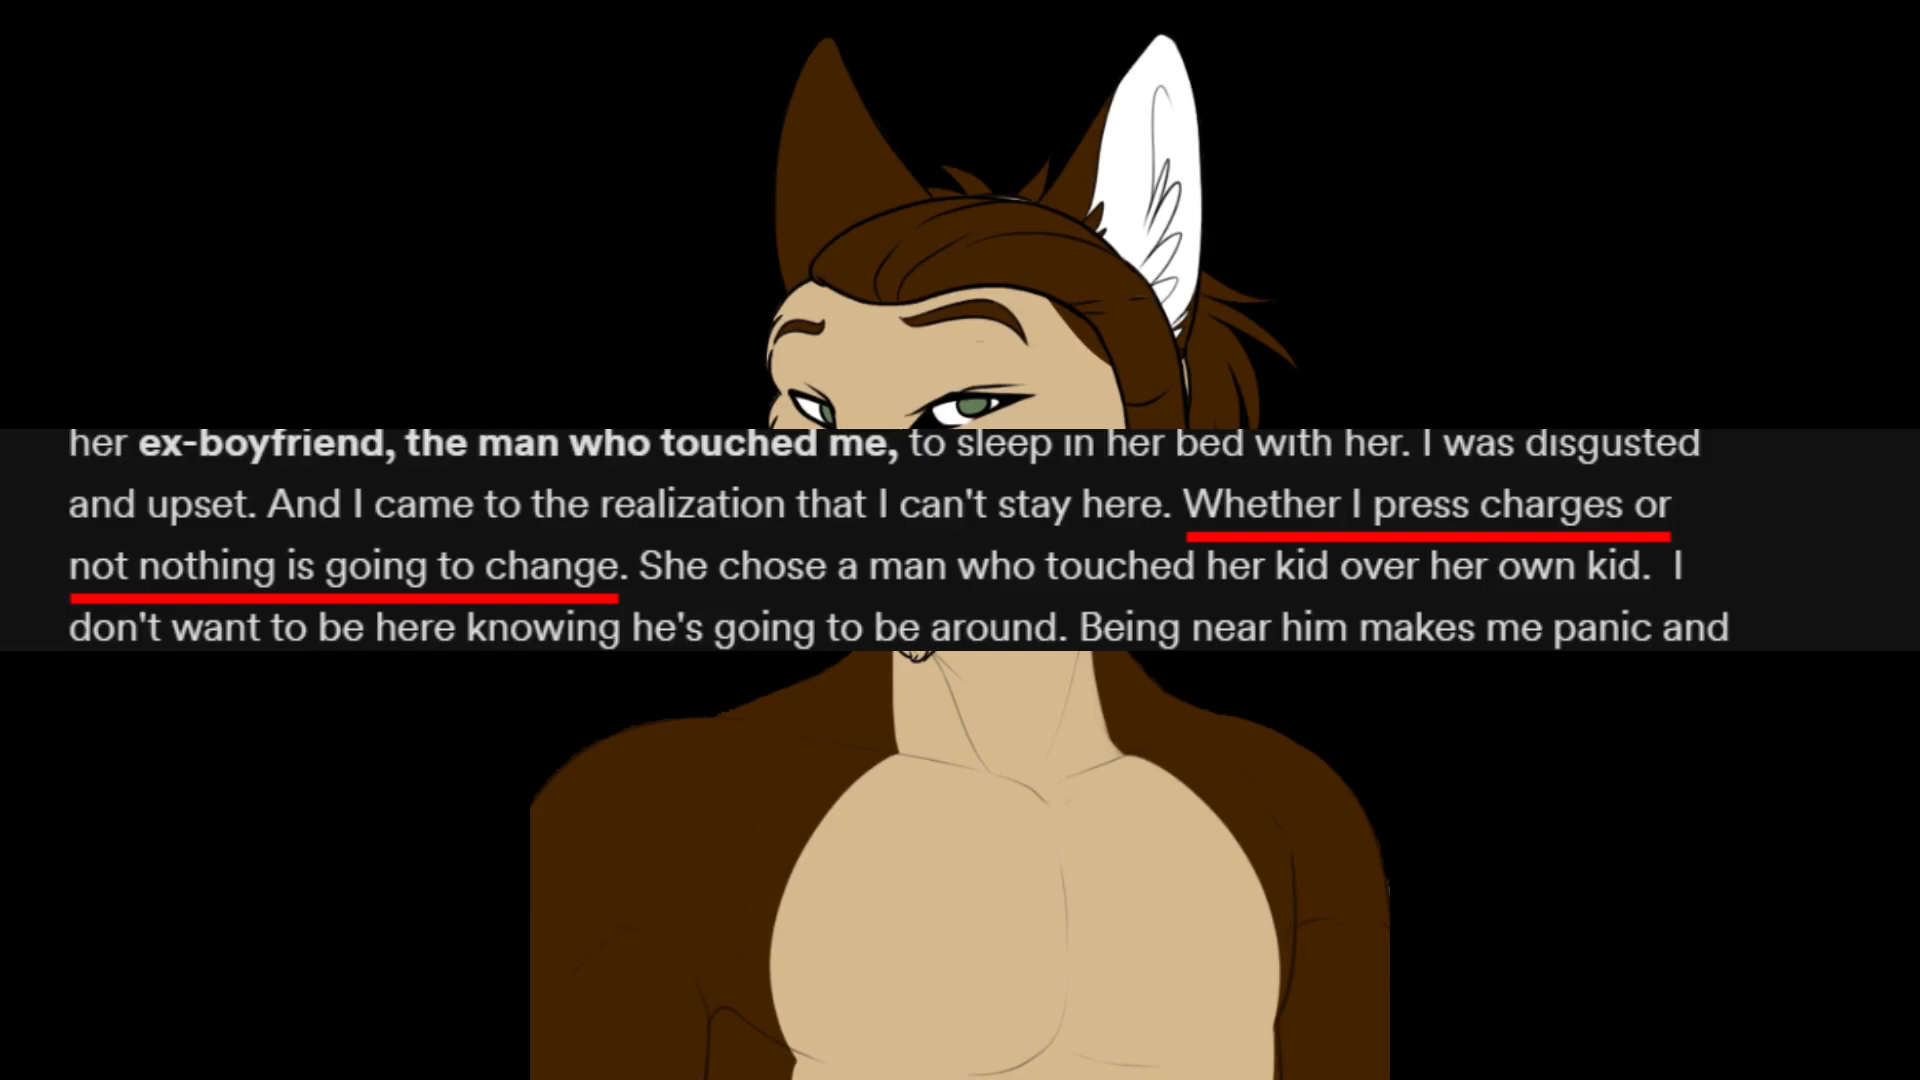 her ex-boyfriend, the man who touched me, to sleep in her bed with her. I was disgusted
and upset. And I came to the realization that I can't stay here. Whether I press charges or
not nothing is going to change. She chose a man who touched her kid over her own kid.  I
don't want to be here knowing he's going to be around. Being near him makes me panic and